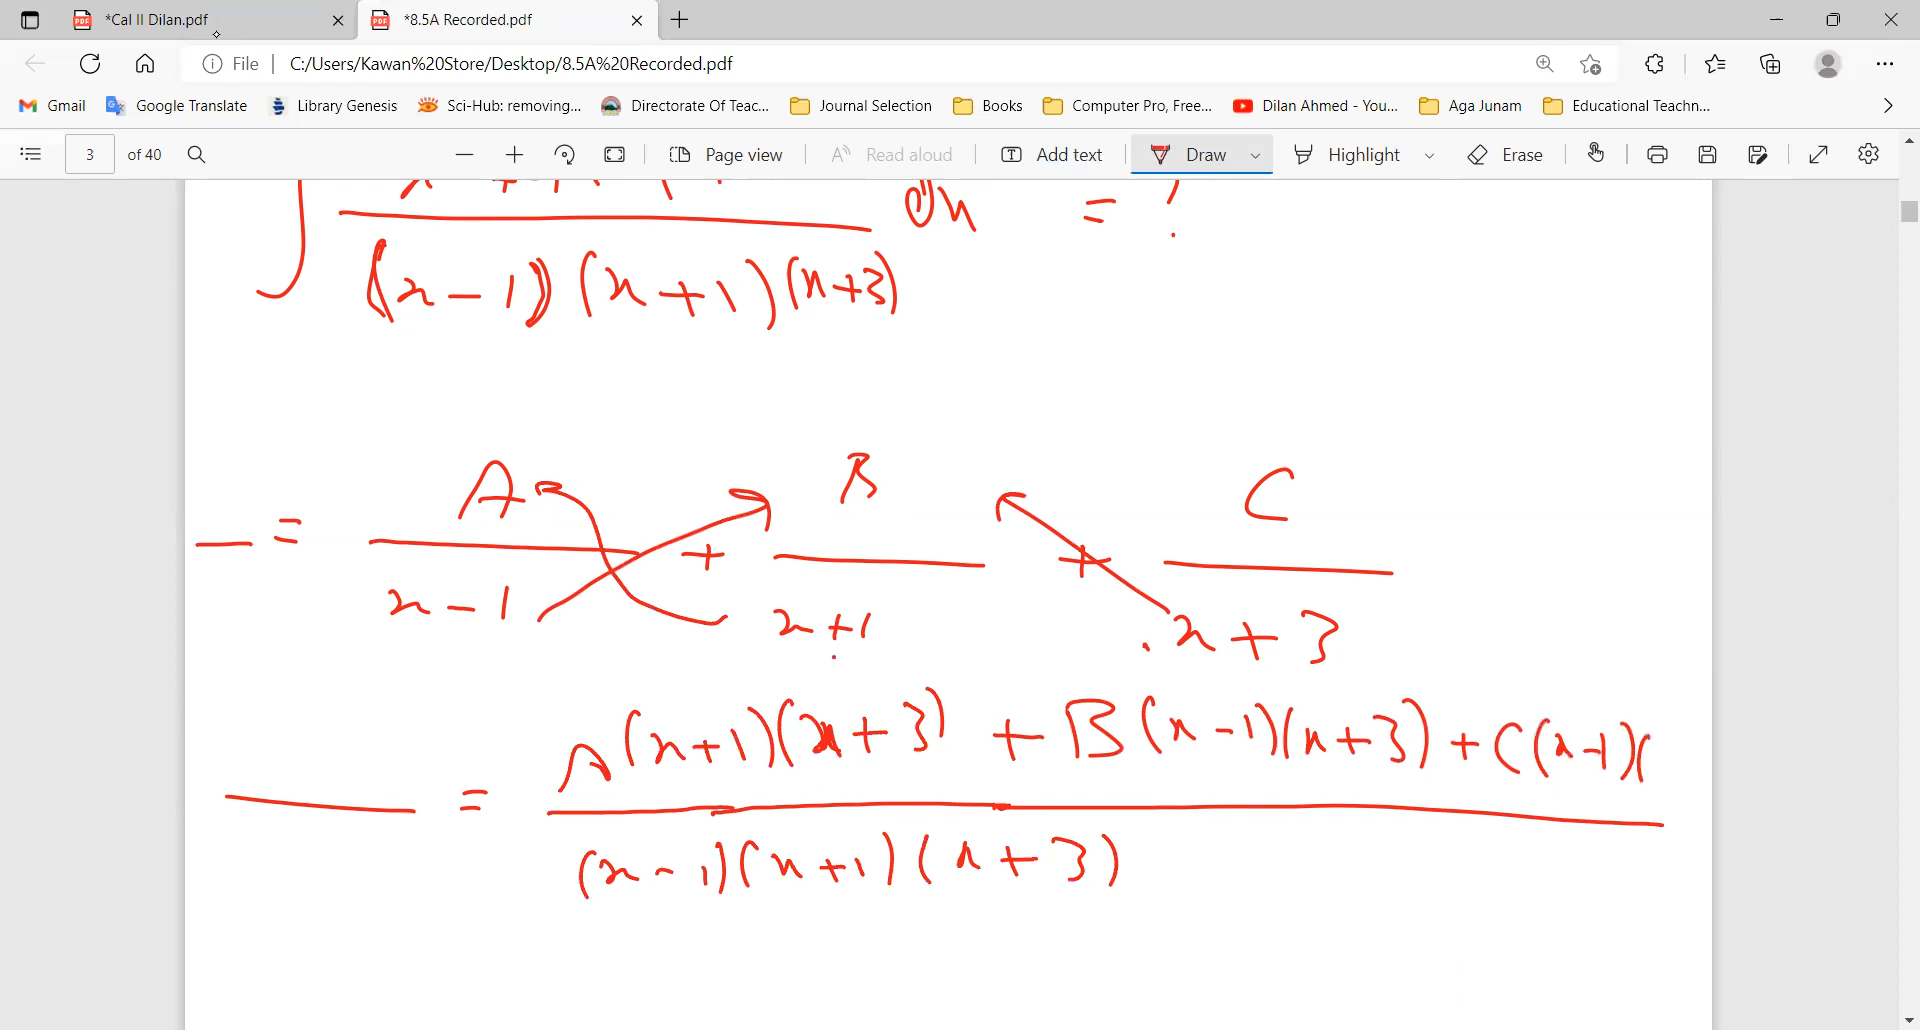 *Cal II Dilan.pdf
*8.5A Recorded.pdf
File C:/Users/Kawan%20Store/Desktop/8.5A%20Recorded.pdf
Gmail Google Translate Library Genesis Sci-Hub: removing... Directorate Of Teac... Journal Selection Books Computer Pro, Free... Dilan Ahmed - You... Aga Junam Educational Teachn...
3 of 40 Page view Read aloud Add text Draw Highlight Erase
∫ dx = ?
(x-1)(x+1)(x+3)
— = A + B + C
x-1 x+1 x+3
A(x+1)(x+3) + B(x-1)(x+3) + C(x-1)(
— =
(x-1)(x+1)(x+3)